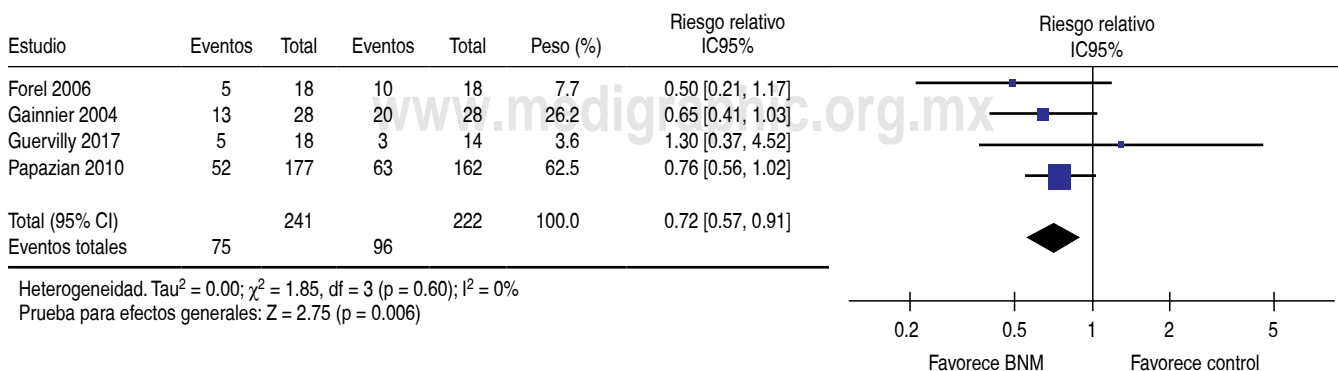 Riesgo relativo Riesgo relativo
Estudio Eventos Total Eventos Total Peso (%) IC95% IC95%
Forel 2006 5 18 10 18 7.7 0.50 [0.21, 1.17]
Gainnier 2004 13 28 20 28 26.2 0.65 [0.41, 1.03]
www.medigraphic.org.mx
Guervilly 2017 5 18 3 14 3.6 1.30 [0.37, 4.52]
Papazian 2010 52 177 63 162 62.5 0.76 [0.56, 1.02]
Total (95% CI) 241 222 100.0 0.72 [0.57, 0.91]
Eventos totales 75 96
Heterogeneidad. Tau² = 0.00; χ² = 1.85, df = 3 (p = 0.60); I² = 0%
Prueba para efectos generales: Z = 2.75 (p = 0.006)
0.2 0.5 1 2 5
Favorece BNM Favorece control